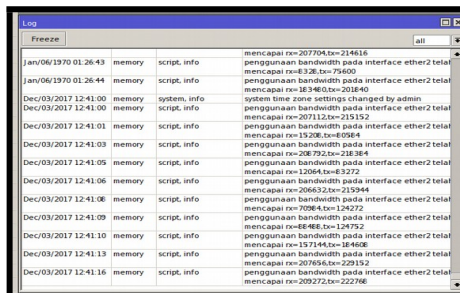 Log
Freeze
all
mencapai rx=207704,tx=214616
Jan/06/1970 01:26:43 memory script, info penggunaan bandwidth pada interface ether2 telal
mencapai rx=8328,tx=75600
Jan/06/1970 01:26:44 memory script, info penggunaan bandwidth pada interface ether2 telal
mencapai rx=183480,tx=201840
Dec/03/2017 12:41:00 memory system, info system time zone settings changed by admin
Dec/03/2017 12:41:00 memory script, info penggunaan bandwidth pada interface ether2 telal
mencapai rx=207112,tx=215152
Dec/03/2017 12:41:01 memory script, info penggunaan bandwidth pada interface ether2 telal
mencapai rx=15208,tx=80584
Dec/03/2017 12:41:03 memory script, info penggunaan bandwidth pada interface ether2 telal
mencapai rx=208792,tx=218384
Dec/03/2017 12:41:05 memory script, info penggunaan bandwidth pada interface ether2 telal
mencapai rx=12064,tx=83272
Dec/03/2017 12:41:06 memory script, info penggunaan bandwidth pada interface ether2 telal
mencapai rx=206632,tx=215944
Dec/03/2017 12:41:08 memory script, info penggunaan bandwidth pada interface ether2 telal
mencapai rx=70984,tx=124272
Dec/03/2017 12:41:09 memory script, info penggunaan bandwidth pada interface ether2 telal
mencapai rx=88488,tx=124752
Dec/03/2017 12:41:10 memory script, info penggunaan bandwidth pada interface ether2 telal
mencapai rx=157144,tx=184608
Dec/03/2017 12:41:13 memory script, info penggunaan bandwidth pada interface ether2 telal
mencapai rx=207656,tx=229152
Dec/03/2017 12:41:16 memory script, info penggunaan bandwidth pada interface ether2 telal
mencapai rx=209272,tx=222768